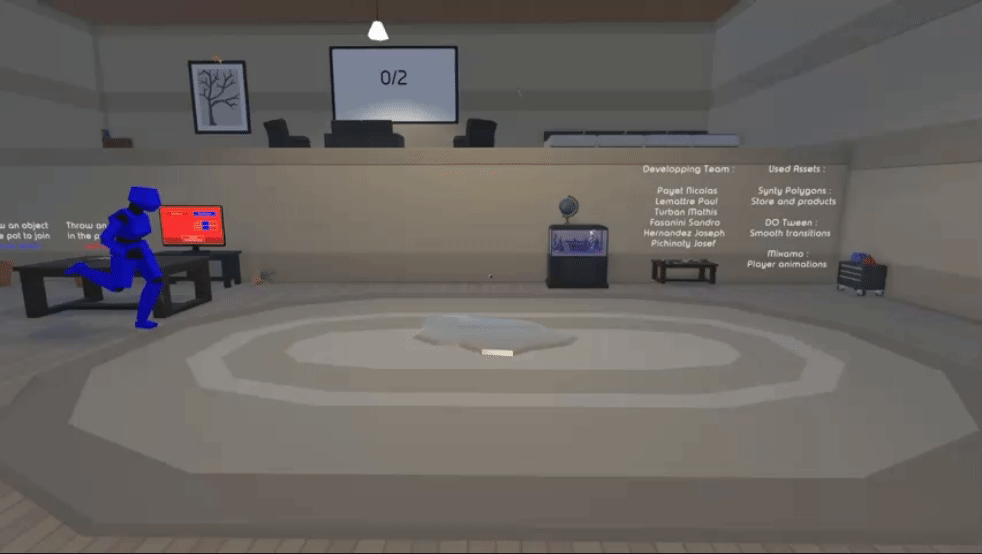 0/2
Developping Team :
Payet Nicolas
Lemattre Paul
Turban Mathis
Fasanini Sandro
Hernandez Joseph
Pichinoty Josef
Used Assets :
Synty Polygons :
Store and products
DO Tween :
Smooth transitions
Mixamo :
Player animations
w an object
e pot to join
Throw an
in the p